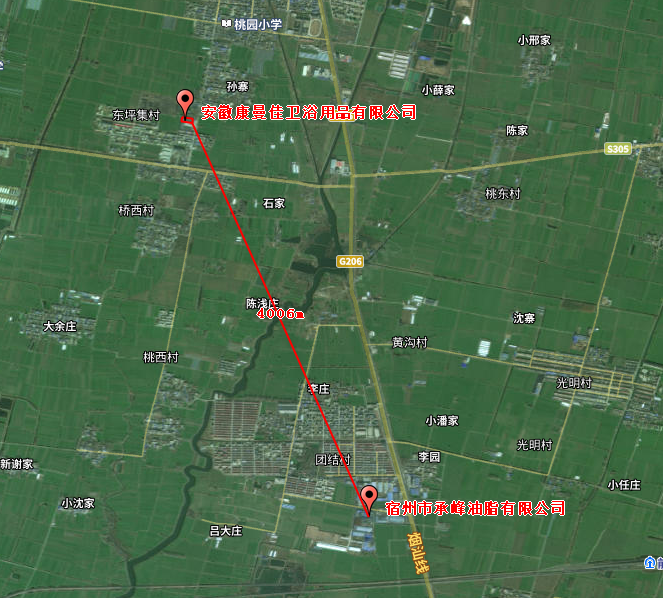 桃园小学
小邢家
孙寨
小薛家
东坪集村
安徽康曼佳卫浴用品有限公司
陈家
S305
桃东村
石家
桥西村
G206
陈浅庄
4006m
沈寨
大余庄
黄沟村
桃西村
光明村
李庄
小潘家
光明村
团结村
李园
新谢家
小任庄
小沈家
宿州市承峰油脂有限公司
吕大庄
烟汕线